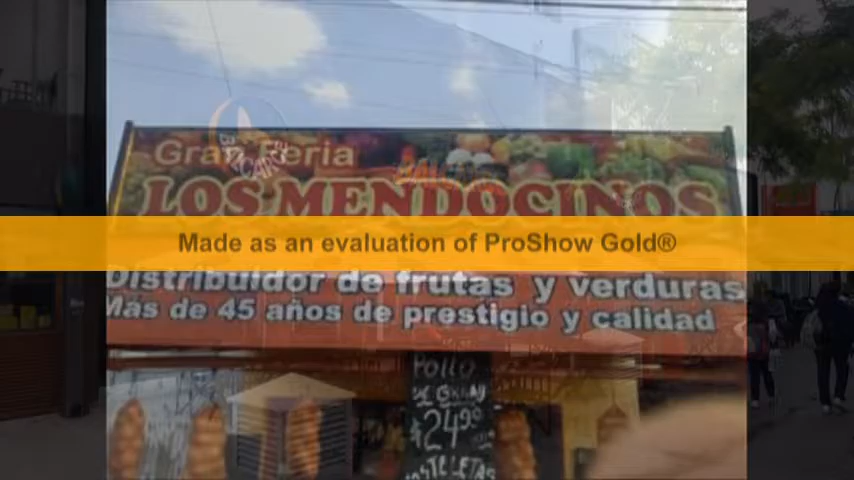 Gran Feria
LOS MENDOCINOS
Made as an evaluation of ProShow Gold®
Distribuidor de frutas y verduras
Más de 45 años de prestigio y calidad
Pollo
$24.99